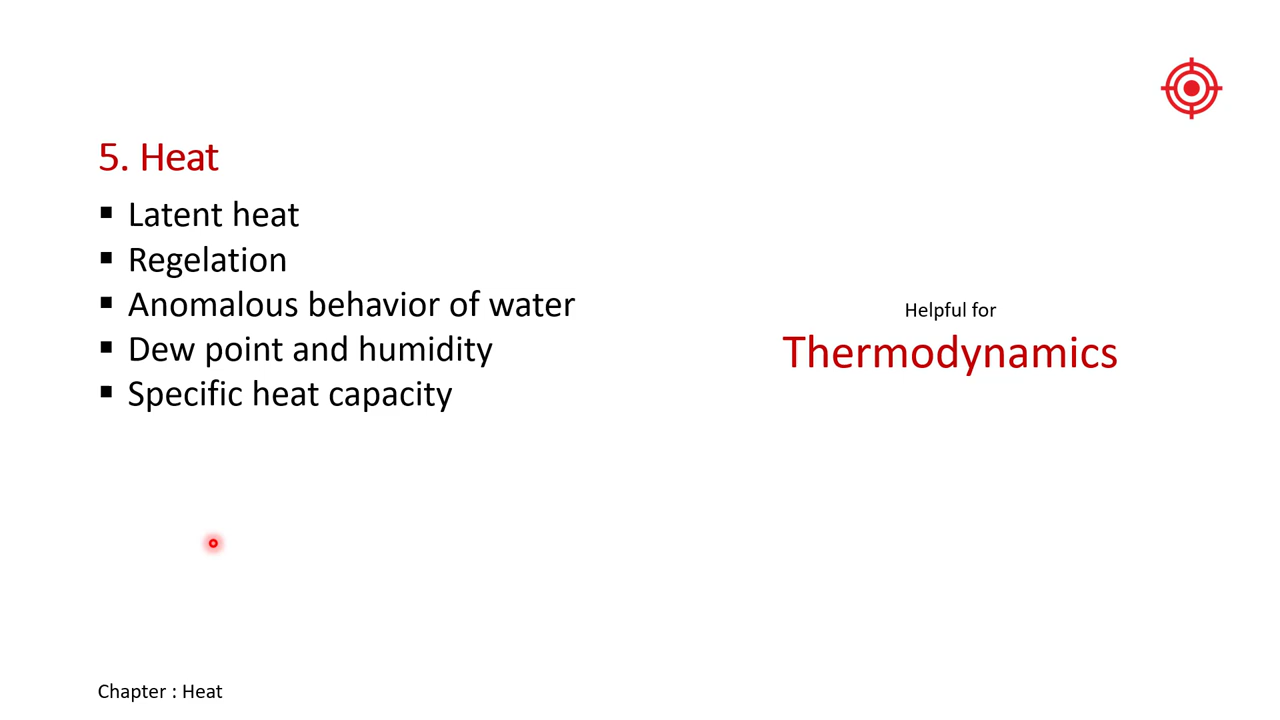 5. Heat
▪ Latent heat
▪ Regelation
▪ Anomalous behavior of water
▪ Dew point and humidity
▪ Specific heat capacity
Helpful for
Thermodynamics
Chapter : Heat